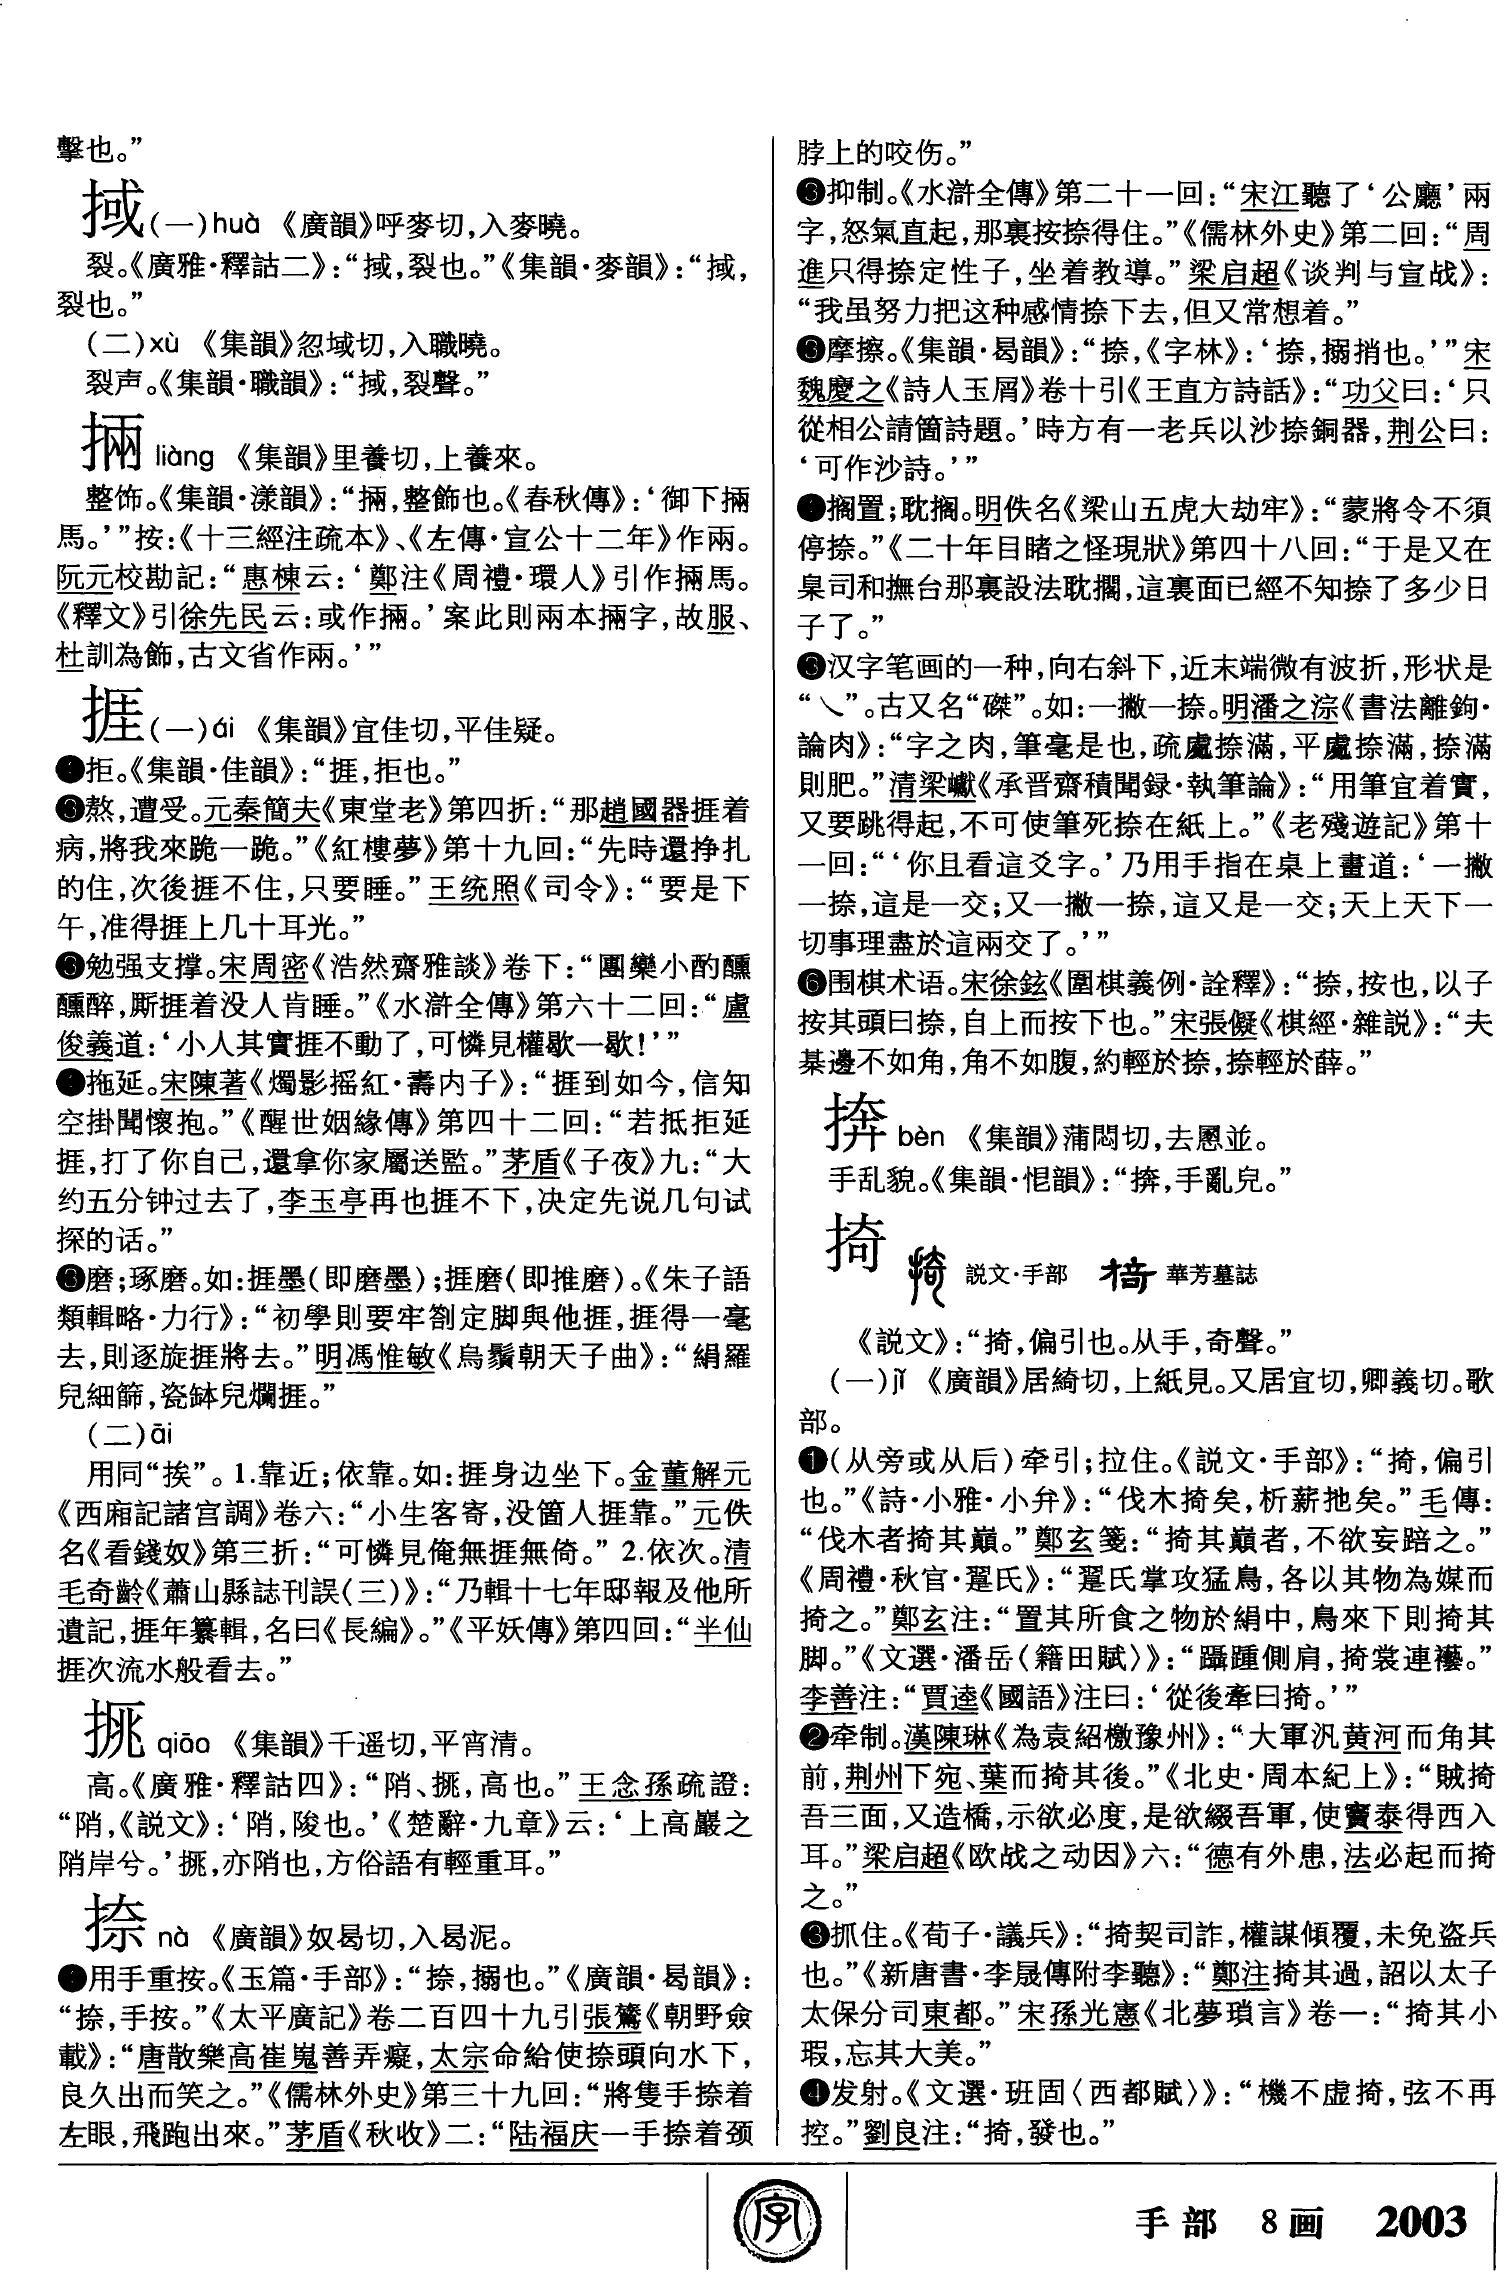 擊也。”
掝(一)huà 《廣韻》呼麥切,入麥曉。
裂。《廣雅·釋詁二》:“掝,裂也。”《集韻·麥韻》:“掝,
裂也。”
(二)xù 《集韻》忽域切,入職曉。
裂声。《集韻·職韻》:“掝,裂聲。”
掚 liàng 《集韻》里養切,上養來。
整饰。《集韻·漾韻》:“掚,整飾也。《春秋傳》:‘御下掚
馬。’”按:《十三經注疏本》、《左傳·宣公十二年》作兩。
阮元校勘記:“惠棟云:‘鄭注《周禮·環人》引作掚馬。
《釋文》引徐先民云:或作掚。’案此則兩本掚字,故服、
杜訓為飾,古文省作兩。’”
捱(一)ái 《集韻》宜佳切,平佳疑。
❶拒。《集韻·佳韻》:“捱,拒也。”
❷熬,遭受。元秦簡夫《東堂老》第四折:“那趙國器捱着
病,將我來跪一跪。”《紅樓夢》第十九回:“先時還挣扎
的住,次後捱不住,只要睡。”王统照《司令》:“要是下
午,准得捱上几十耳光。”
❸勉强支撑。宋周密《浩然齋雅談》卷下:“團欒小酌醺
醺醉,厮捱着没人肯睡。”《水滸全傳》第六十二回:“盧
俊義道:‘小人其實捱不動了,可憐見權歇一歇!’”
❹拖延。宋陳著《燭影摇紅·壽内子》:“捱到如今,信知
空掛閒懷抱。”《醒世姻緣傳》第四十二回:“若抵拒延
捱,打了你自己,還拿你家屬送監。”茅盾《子夜》九:“大
约五分钟过去了,李玉亭再也捱不下,决定先说几句试
探的话。”
❺磨;琢磨。如:捱墨(即磨墨);捱磨(即推磨)。《朱子語
類輯略·力行》:“初學則要牢劄定脚與他捱,捱得一毫
去,則逐旋捱將去。”明馮惟敏《烏鬚朝天子曲》:“絹羅
兒細篩,瓷缽兒爛捱。”
(二)āi
用同“挨”。1.靠近;依靠。如:捱身边坐下。金董解元
《西廂記諸宫調》卷六:“小生客寄,没箇人捱靠。”元佚
名《看錢奴》第三折:“可憐見俺無捱無倚。” 2.依次。清
毛奇齡《蕭山縣誌刊誤(三)》:“乃輯十七年邸報及他所
遺記,捱年纂輯,名曰《長編》。”《平妖傳》第四回:“半仙
捱次流水般看去。”
㨄 qiāo 《集韻》千遥切,平宵清。
高。《廣雅·釋詁四》:“陗、㨄,高也。”王念孫疏證:
“陗,《説文》:‘陗,陖也。’《楚辭·九章》云:‘上高巖之
陗岸兮。’㨄,亦陗也,方俗語有輕重耳。”
捺 nà 《廣韻》奴曷切,入曷泥。
❶用手重按。《玉篇·手部》:“捺,搦也。”《廣韻·曷韻》:
“捺,手按。”《太平廣記》卷二百四十九引張鷟《朝野僉
載》:“唐散樂高崔嵬善弄癡,太宗命給使捺頭向水下,
良久出而笑之。”《儒林外史》第三十九回:“將隻手捺着
左眼,飛跑出來。”茅盾《秋收》二:“陆福庆一手捺着颈
脖上的咬伤。”
❷抑制。《水滸全傳》第二十一回:“宋江聽了‘公廳’兩
字,怒氣直起,那裏按捺得住。”《儒林外史》第二回:“周
進只得捺定性子,坐着教導。”梁启超《谈判与宣战》:
“我虽努力把这种感情捺下去,但又常想着。”
❸摩擦。《集韻·曷韻》:“捺,《字林》:‘捺,搦捎也。’”宋
魏慶之《詩人玉屑》卷十引《王直方詩話》:“功父曰:‘只
從相公請箇詩題。’時方有一老兵以沙捺銅器,荆公曰:
‘可作沙詩。’”
❹搁置;耽搁。明佚名《梁山五虎大劫牢》:“蒙將令不須
停捺。”《二十年目睹之怪現狀》第四十八回:“于是又在
臬司和撫台那裏設法耽擱,這裏面已經不知捺了多少日
子了。”
❺汉字笔画的一种,向右斜下,近末端微有波折,形状是
“㇏”。古又名“磔”。如:一撇一捺。明潘之淙《書法離鉤·
論肉》:“字之肉,筆毫是也,疏處捺滿,平處捺滿,捺滿
則肥。”清梁巘《承晋齋積聞録·執筆論》:“用筆宜着實,
又要跳得起,不可使筆死捺在紙上。”《老殘遊記》第十
一回:“‘你且看這爻字。’乃用手指在桌上畫道:‘一撇
一捺,這是一交;又一撇一捺,這又是一交;天上天下一
切事理盡於這兩交了。’”
❻围棋术语。宋徐鉉《圍棋義例·詮釋》:“捺,按也,以子
按其頭曰捺,自上而按下也。”宋張儗《棋經·雜説》:“夫
棊邊不如角,角不如腹,約輕於捺,捺輕於薜。”
捹 bèn 《集韻》蒲悶切,去慁並。
手乱貌。《集韻·恨韻》:“捹,手亂皃。”
掎 説文·手部 華芳墓誌
《説文》:“掎,偏引也。从手,奇聲。”
(一)jǐ 《廣韻》居綺切,上紙見。又居宜切,卿義切。歌
部。
❶(从旁或从后)牵引;拉住。《説文·手部》:“掎,偏引
也。”《詩·小雅·小弁》:“伐木掎矣,析薪扡矣。”毛傳:
“伐木者掎其巔。”鄭玄箋:“掎其巔者,不欲妄踣之。”
《周禮·秋官·翨氏》:“翨氏掌攻猛鳥,各以其物為媒而
掎之。”鄭玄注:“置其所食之物於絹中,鳥來下則掎其
脚。”《文選·潘岳〈籍田賦〉》:“躡踵側肩,掎裳連襼。”
李善注:“賈逵《國語》注曰:‘從後牽曰掎。’”
❷牵制。漢陳琳《為袁紹檄豫州》:“大軍汎黄河而角其
前,荆州下宛、葉而掎其後。”《北史·周本紀上》:“賊掎
吾三面,又造橋,示欲必度,是欲綴吾軍,使竇泰得西入
耳。”梁启超《欧战之动因》六:“德有外患,法必起而掎
之。”
❸抓住。《荀子·議兵》:“掎契司詐,權謀傾覆,未免盗兵
也。”《新唐書·李晟傳附李聽》:“鄭注掎其過,詔以太子
太保分司東都。”宋孫光憲《北夢瑣言》卷一:“掎其小
瑕,忘其大美。”
❹发射。《文選·班固〈西都賦〉》:“機不虚掎,弦不再
控。”劉良注:“掎,發也。”
字
手部 8画 2003